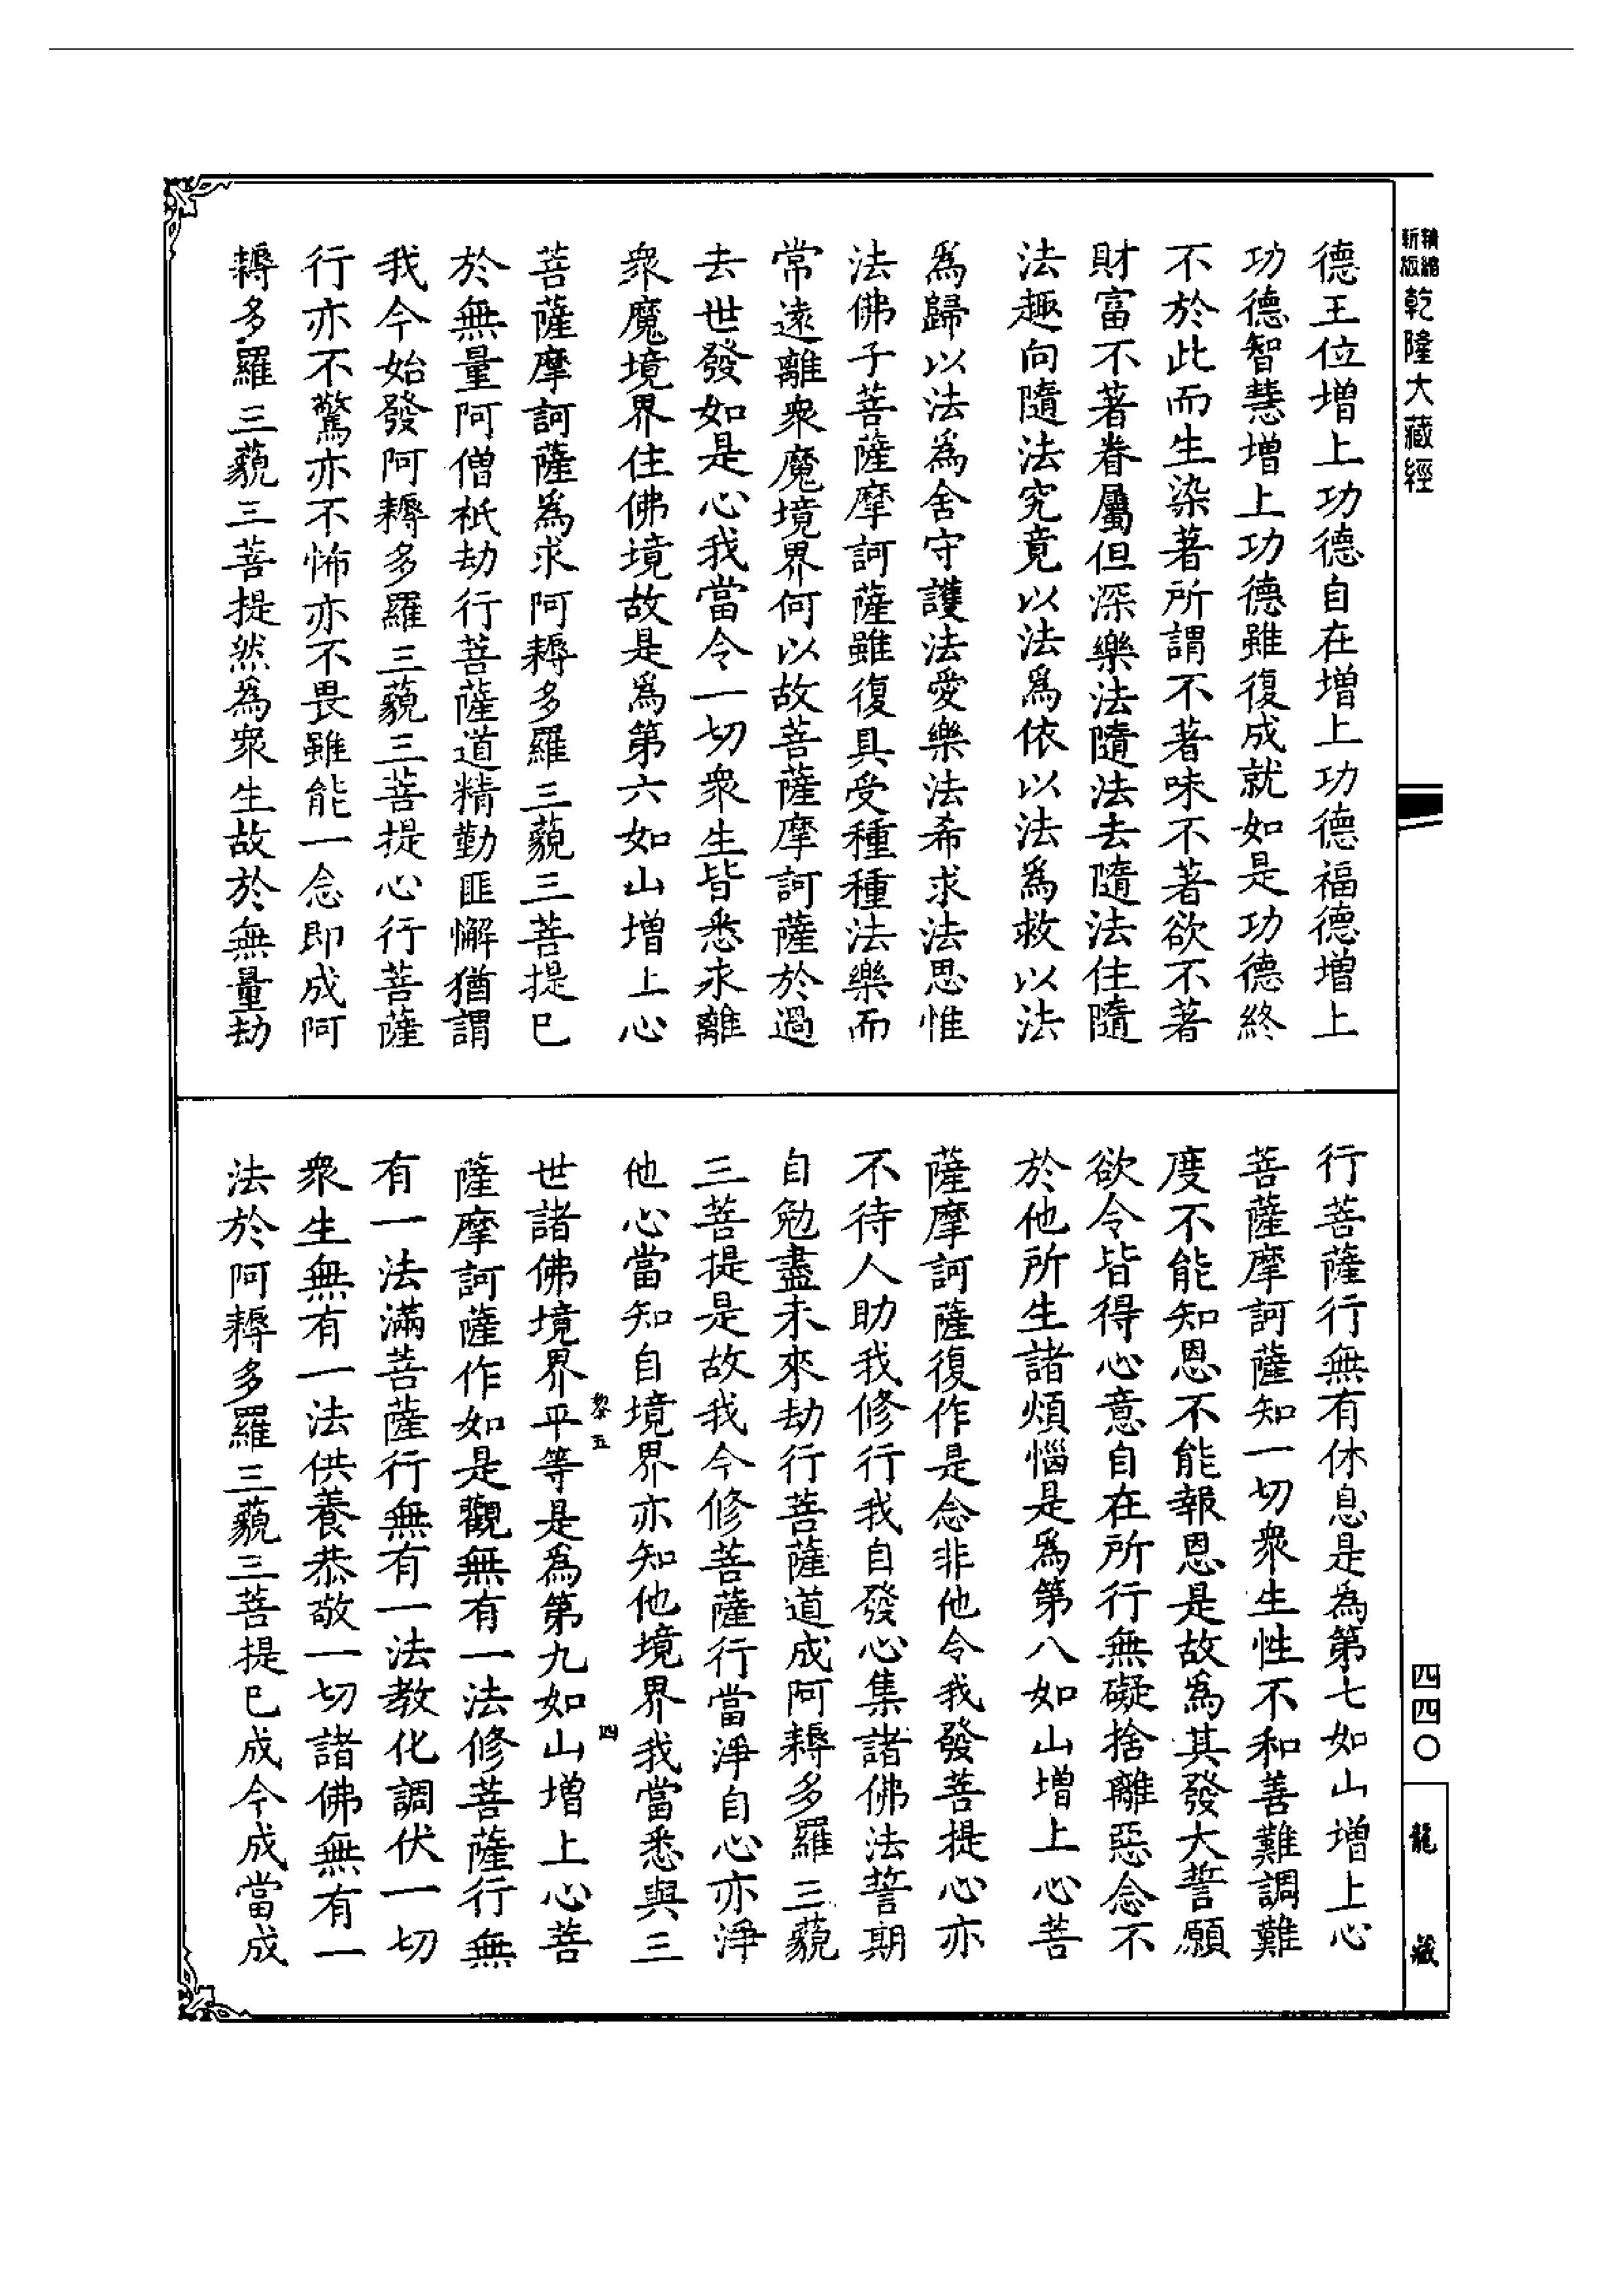 精縮
新版
乾隆大藏經
德王位增上功德自在增上功德福德增上
功德智慧增上功德雖復成就如是功德終
不於此而生染著所謂不著味不著欲不著
財富不著眷屬但深樂法隨法去隨法住隨
法趣向隨法究竟以法爲依以法爲救以法
爲歸以法爲舍守護法愛樂法希求法思惟
法佛子菩薩摩訶薩雖復具受種種法樂而
常遠離衆魔境界何以故菩薩摩訶薩於過
去世發如是心我當令一切衆生皆悉永離
衆魔境界住佛境故是爲第六如山增上心
菩薩摩訶薩爲求阿耨多羅三藐三菩提已
於無量阿僧祇劫行菩薩道精勤匪懈猶謂
我今始發阿耨多羅三藐三菩提心行菩薩
行亦不驚亦不怖亦不畏雖能一念即成阿
耨多羅三藐三菩提然爲衆生故於無量劫
行菩薩行無有休息是爲第七如山增上心
菩薩摩訶薩知一切衆生性不和善難調難
度不能知恩不能報恩是故爲其發大誓願
欲令皆得心意自在所行無礙捨離惡念不
於他所生諸煩惱是爲第八如山增上心菩
薩摩訶薩復作是念非他令我發菩提心亦
不待人助我修行我自發心集諸佛法誓期
自勉盡未來劫行菩薩道成阿耨多羅三藐
三菩提是故我今修菩薩行當淨自心亦淨
他心當知自境界亦知他境界我當悉與三
世諸佛境界平等是爲第九如山增上心菩
黎五
四
薩摩訶薩作如是觀無有一法修菩薩行無
有一法滿菩薩行無有一法教化調伏一切
衆生無有一法供養恭敬一切諸佛無有一
法於阿耨多羅三藐三菩提已成今成當成
四四〇
龍藏